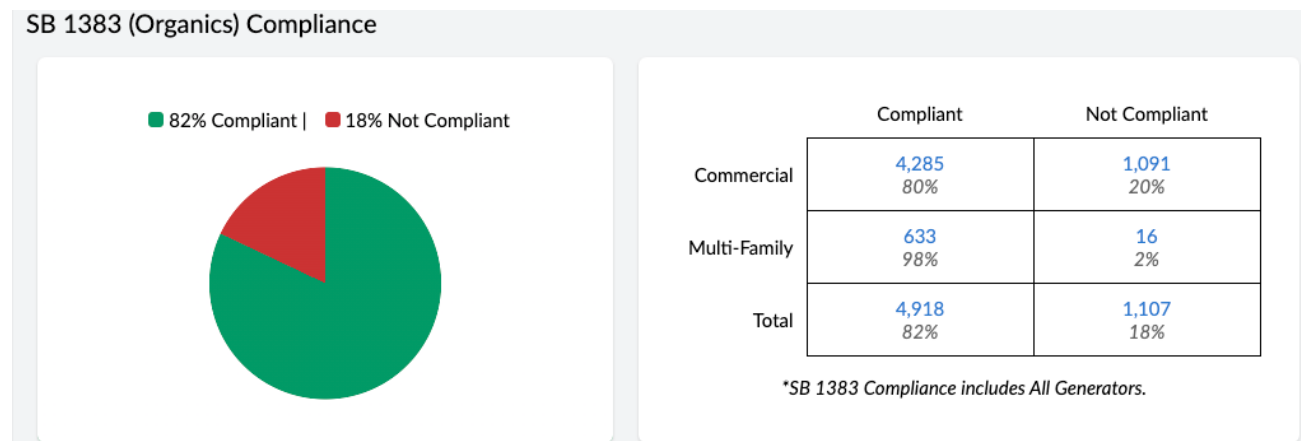 SB 1383 (Organics) Compliance
82% Compliant | 18% Not Compliant
Compliant Not Compliant
Commercial 4,285 1,091
80% 20%
Multi-Family 633 16
98% 2%
Total 4,918 1,107
82% 18%
*SB 1383 Compliance includes All Generators.